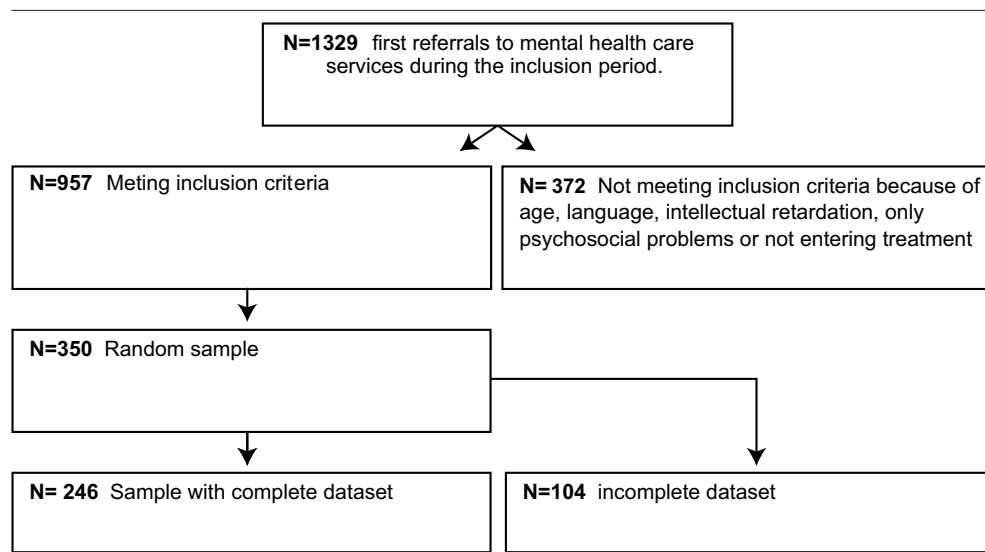 N=1329 first referrals to mental health care
services during the inclusion period.
N=957 Meting inclusion criteria
N= 372 Not meeting inclusion criteria because of
age, language, intellectual retardation, only
psychosocial problems or not entering treatment
N=350 Random sample
N= 246 Sample with complete dataset
N=104 incomplete dataset